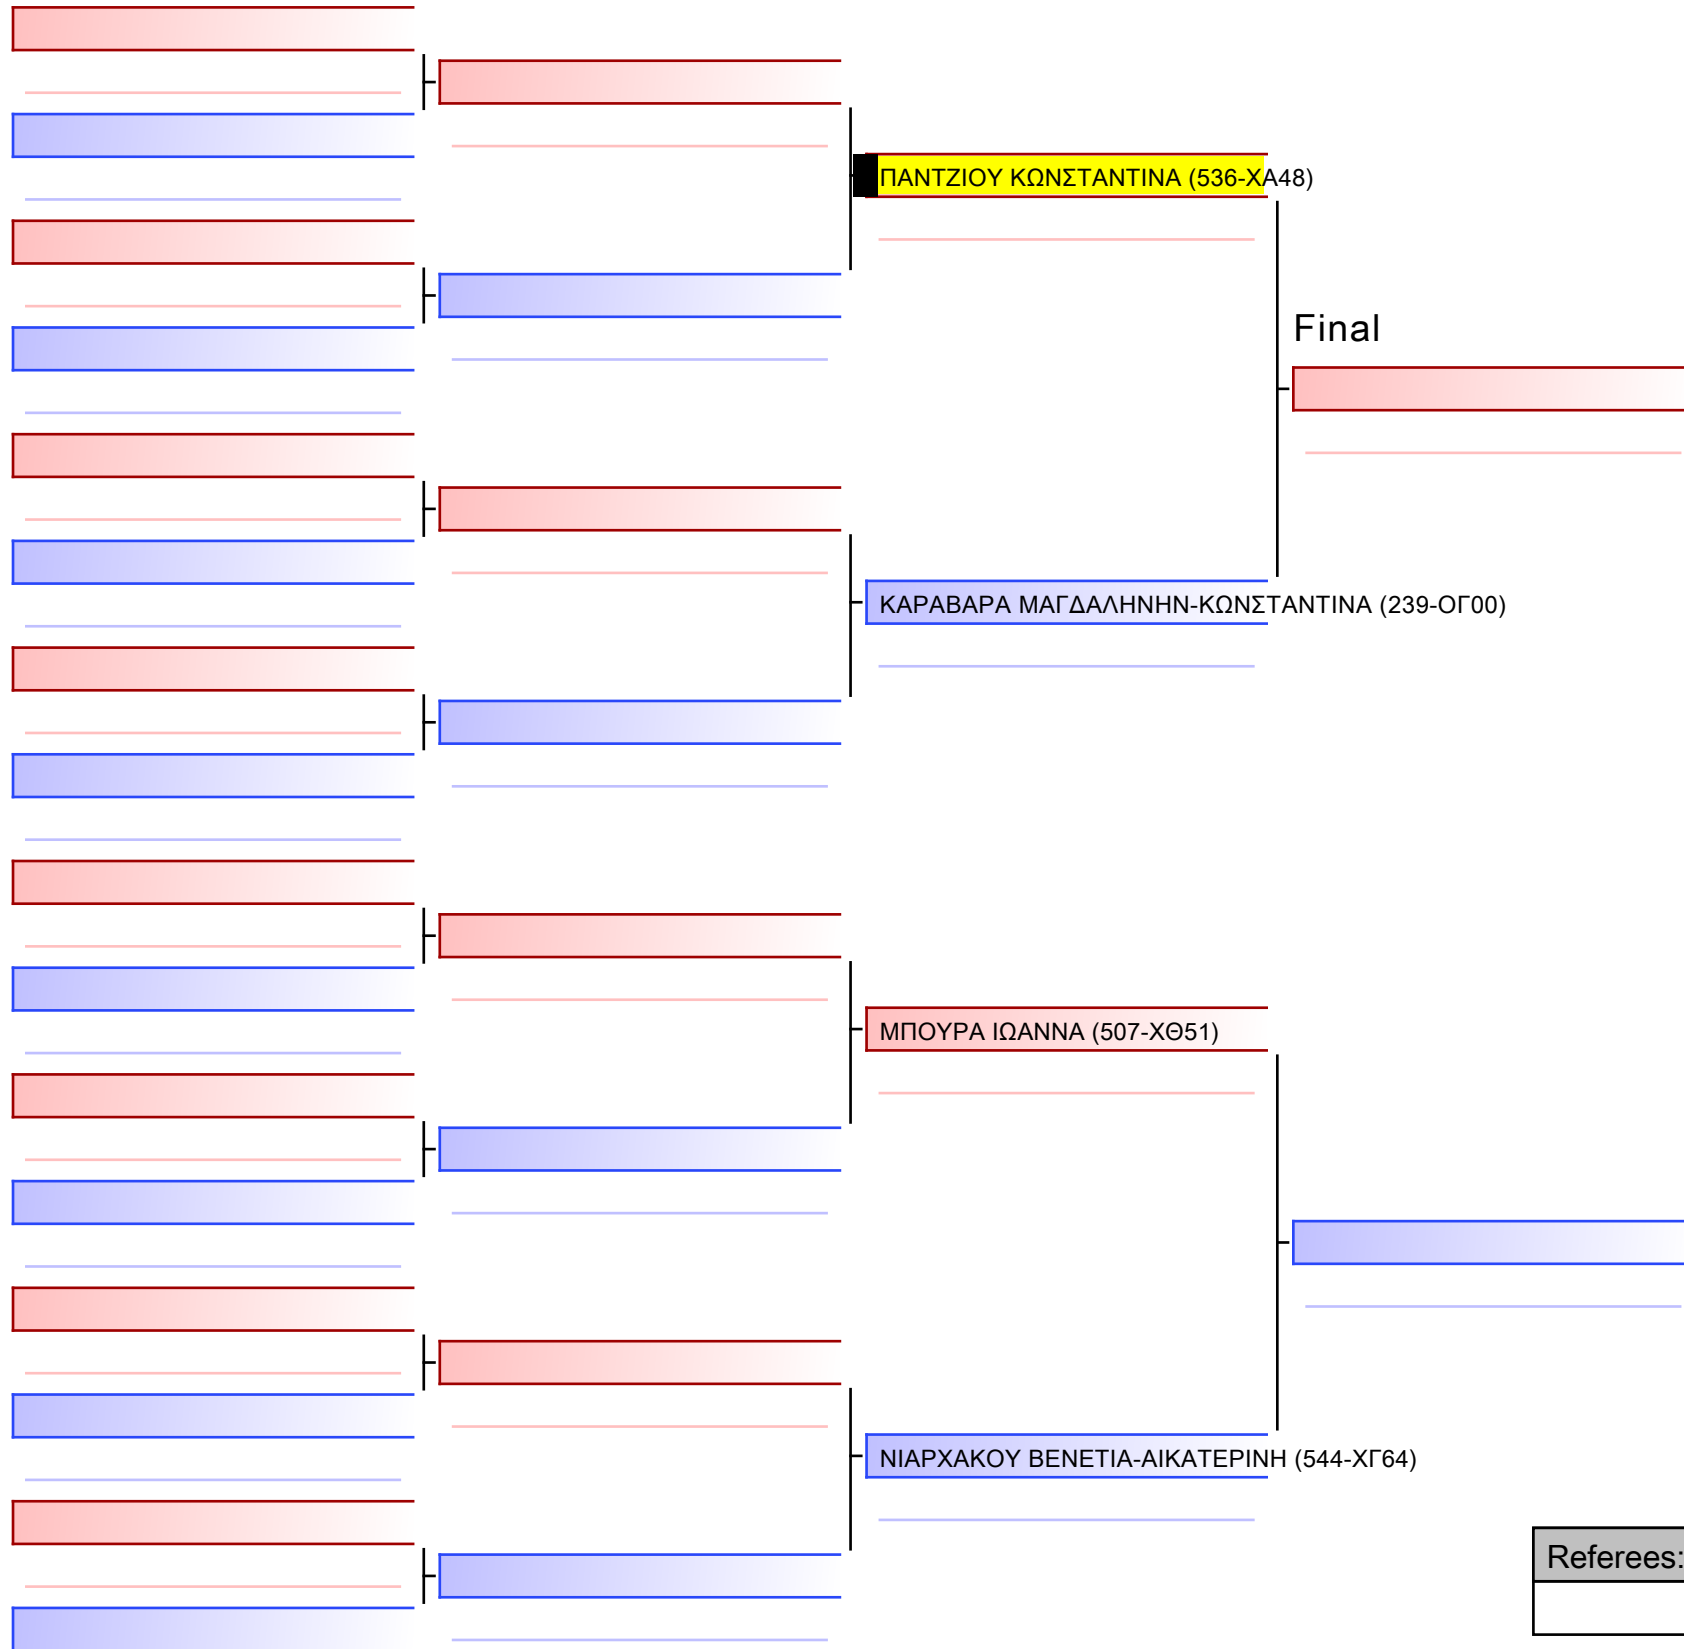 ΠΑΝΤΖΙΟΥ ΚΩΝΣΤΑΝΤΙΝΑ (536-ΧΑ48)
Final
ΚΑΡΑΒΑΡΑ ΜΑΓΔΑΛΗΝΗΝ-ΚΩΝΣΤΑΝΤΙΝΑ (239-ΟΓ00)
ΜΠΟΥΡΑ ΙΩΑΝΝΑ (507-ΧΘ51)
ΝΙΑΡΧΑΚΟΥ ΒΕΝΕΤΙΑ-ΑΙΚΑΤΕΡΙΝΗ (544-ΧΓ64)
Referees: